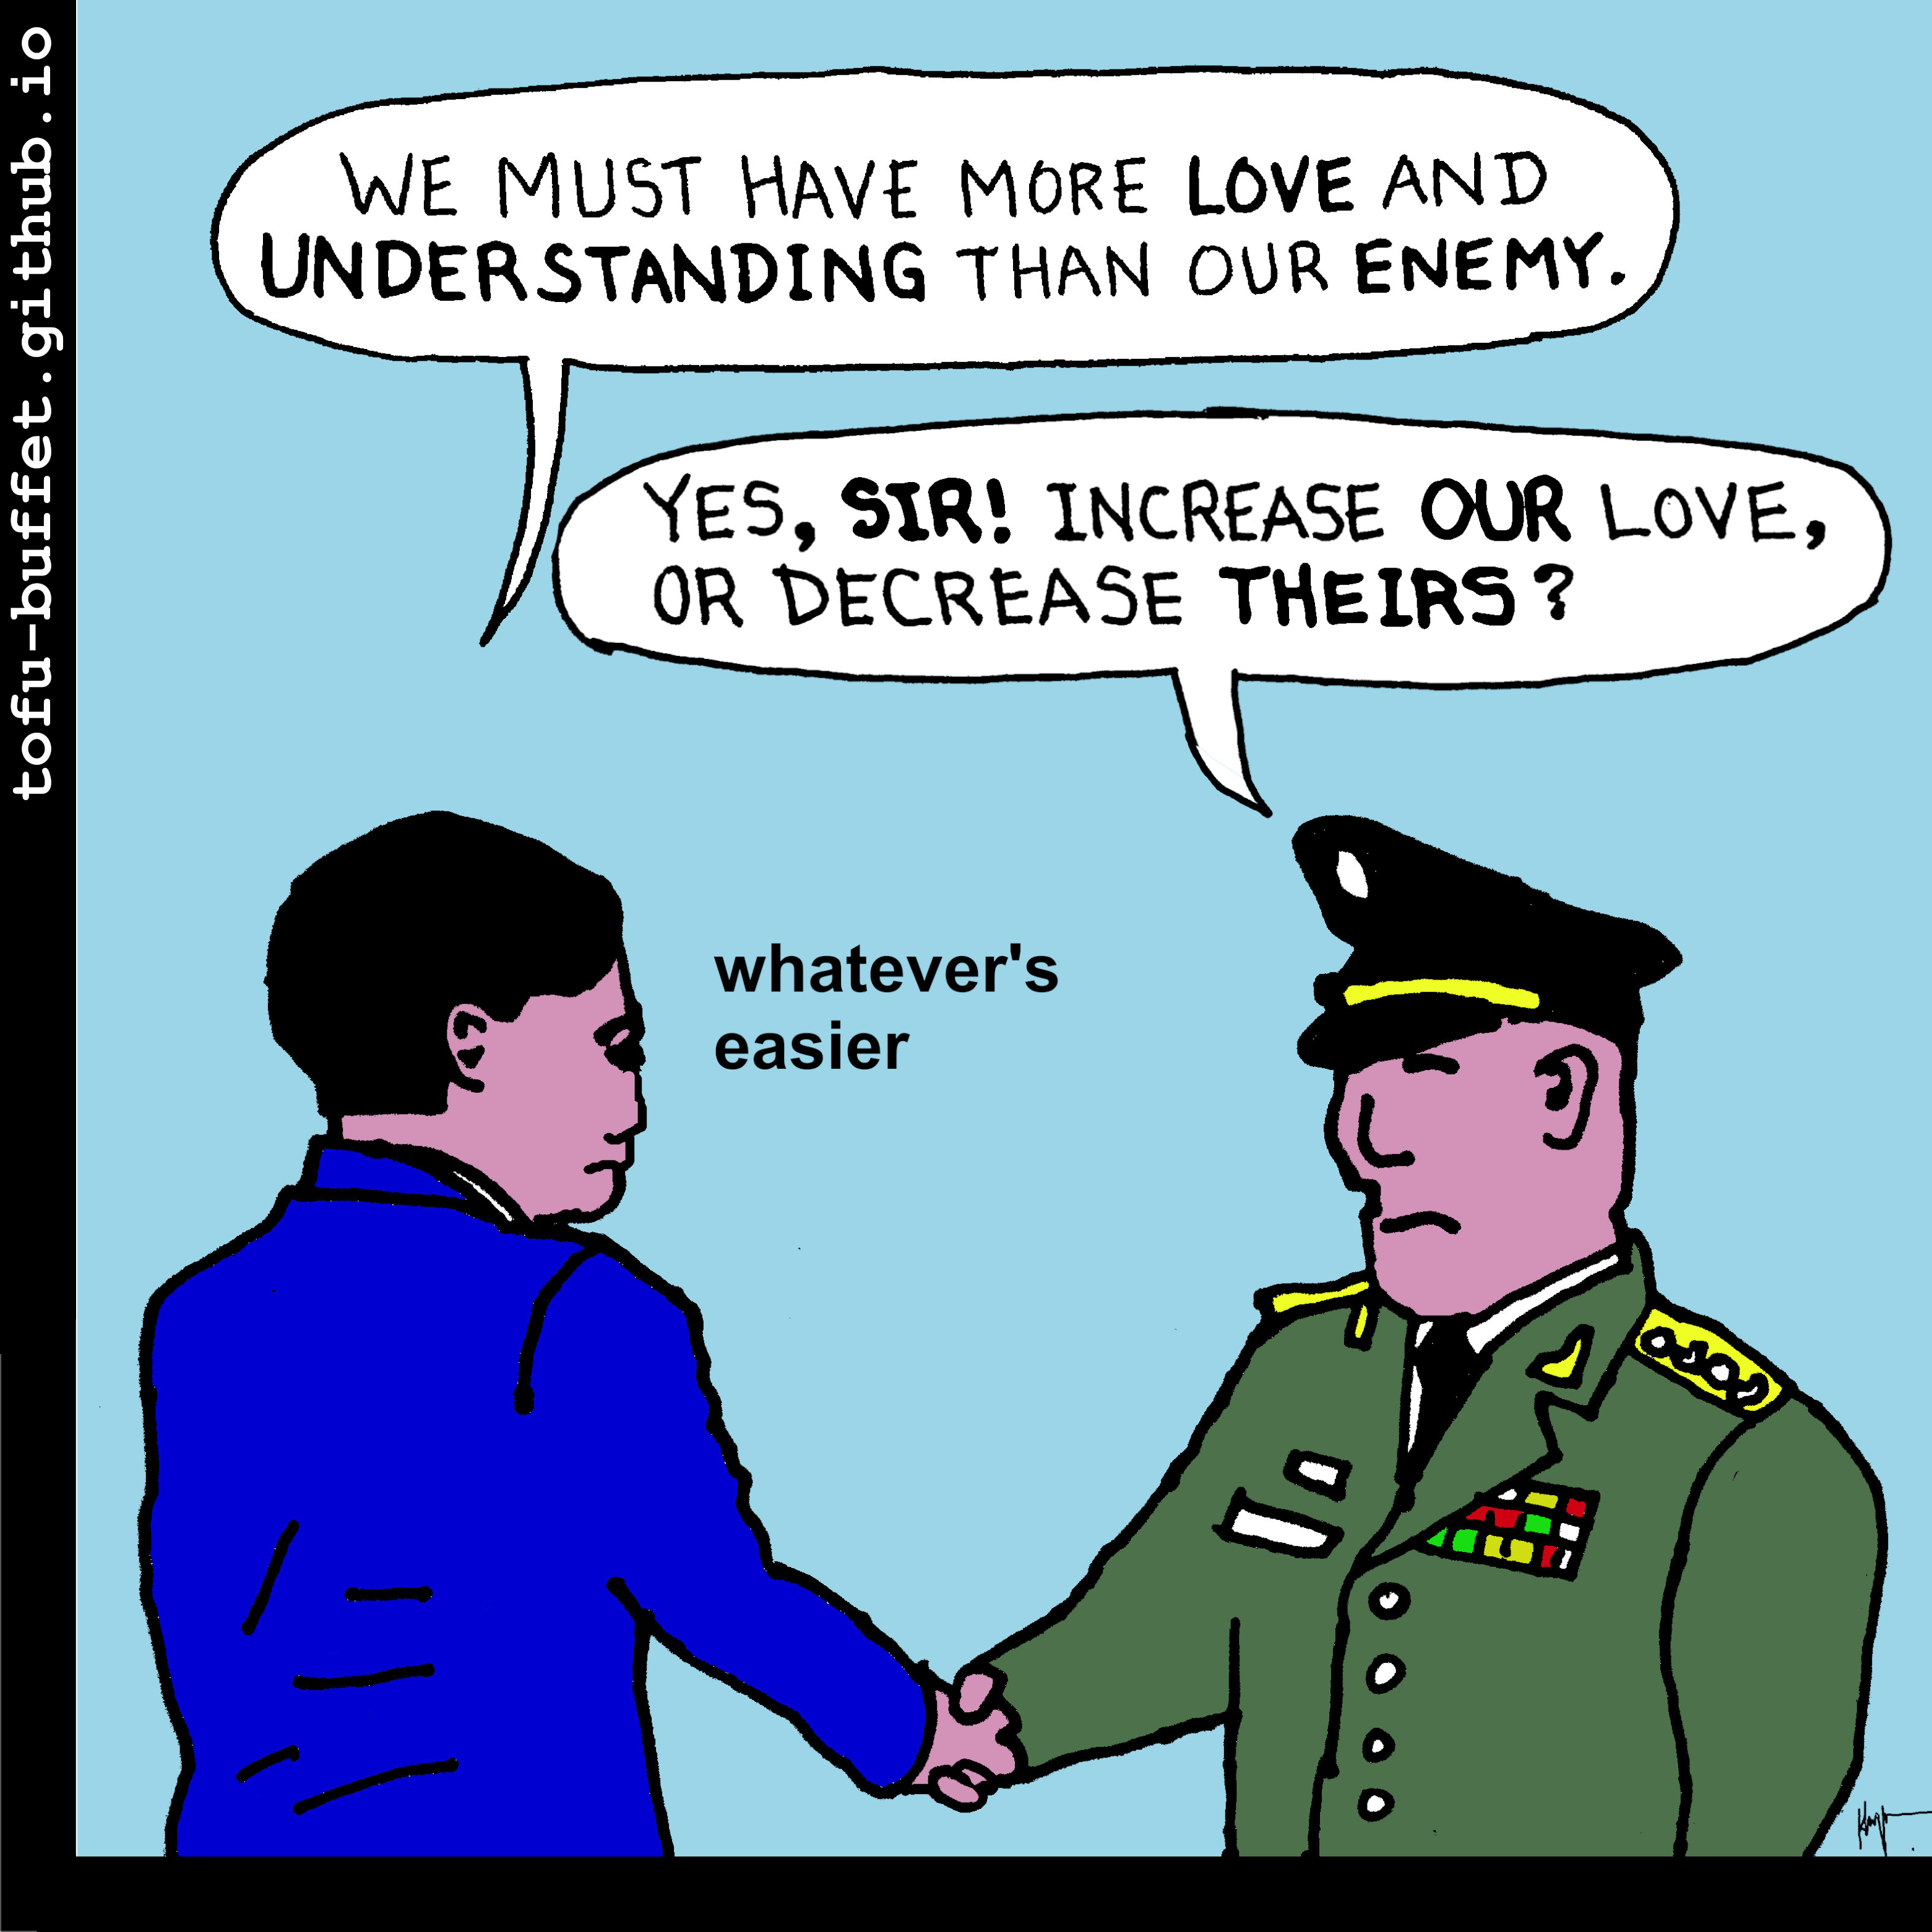 tofu-buffet.github.io
WE MUST HAVE MORE LOVE AND
UNDERSTANDING THAN OUR ENEMY.
YES, SIR! INCREASE OUR LOVE,
OR DECREASE THEIRS?
whatever's
easier